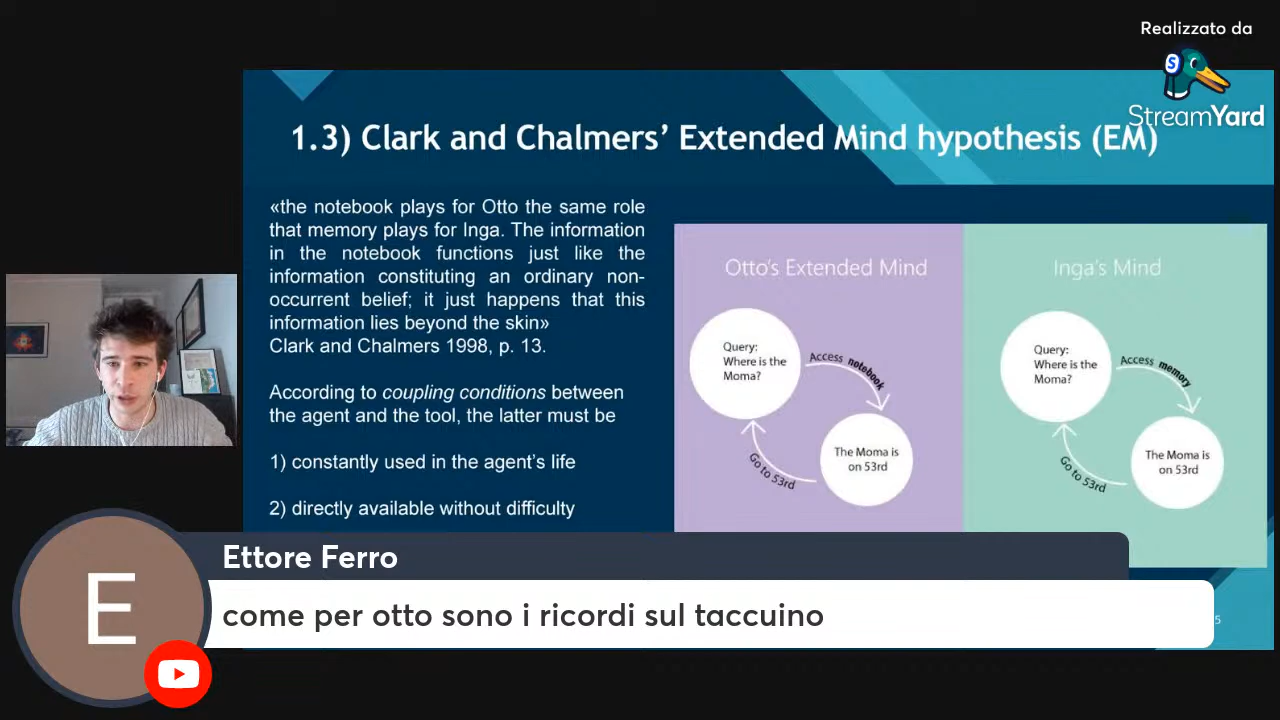 Realizzato da
StreamYard
1.3) Clark and Chalmers’ Extended Mind hypothesis (EM)
«the notebook plays for Otto the same role
that memory plays for Inga. The information
in the notebook functions just like the
information constituting an ordinary non-
occurrent belief; it just happens that this
information lies beyond the skin»
Clark and Chalmers 1998, p. 13.
According to coupling conditions between
the agent and the tool, the latter must be
1) constantly used in the agent’s life
2) directly available without difficulty
Otto's Extended Mind
Query:
Where is the
Moma?
Access notebook
The Moma is
on 53rd
Go to 53rd
Inga's Mind
Query:
Where is the
Moma?
Access memory
The Moma is
on 53rd
Go to 53rd
5
E
Ettore Ferro
come per otto sono i ricordi sul taccuino